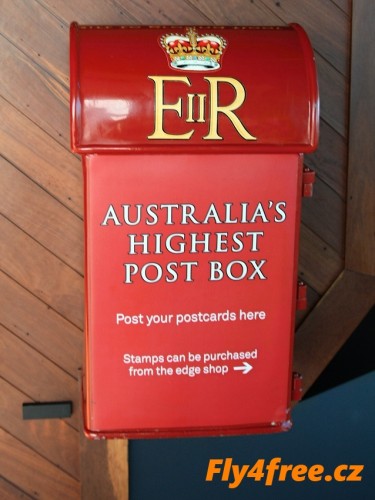 EIIR
AUSTRALIA'S
HIGHEST
POST BOX
Post your postcards here
Stamps can be purchased
from the edge shop →
Fly4free.cz